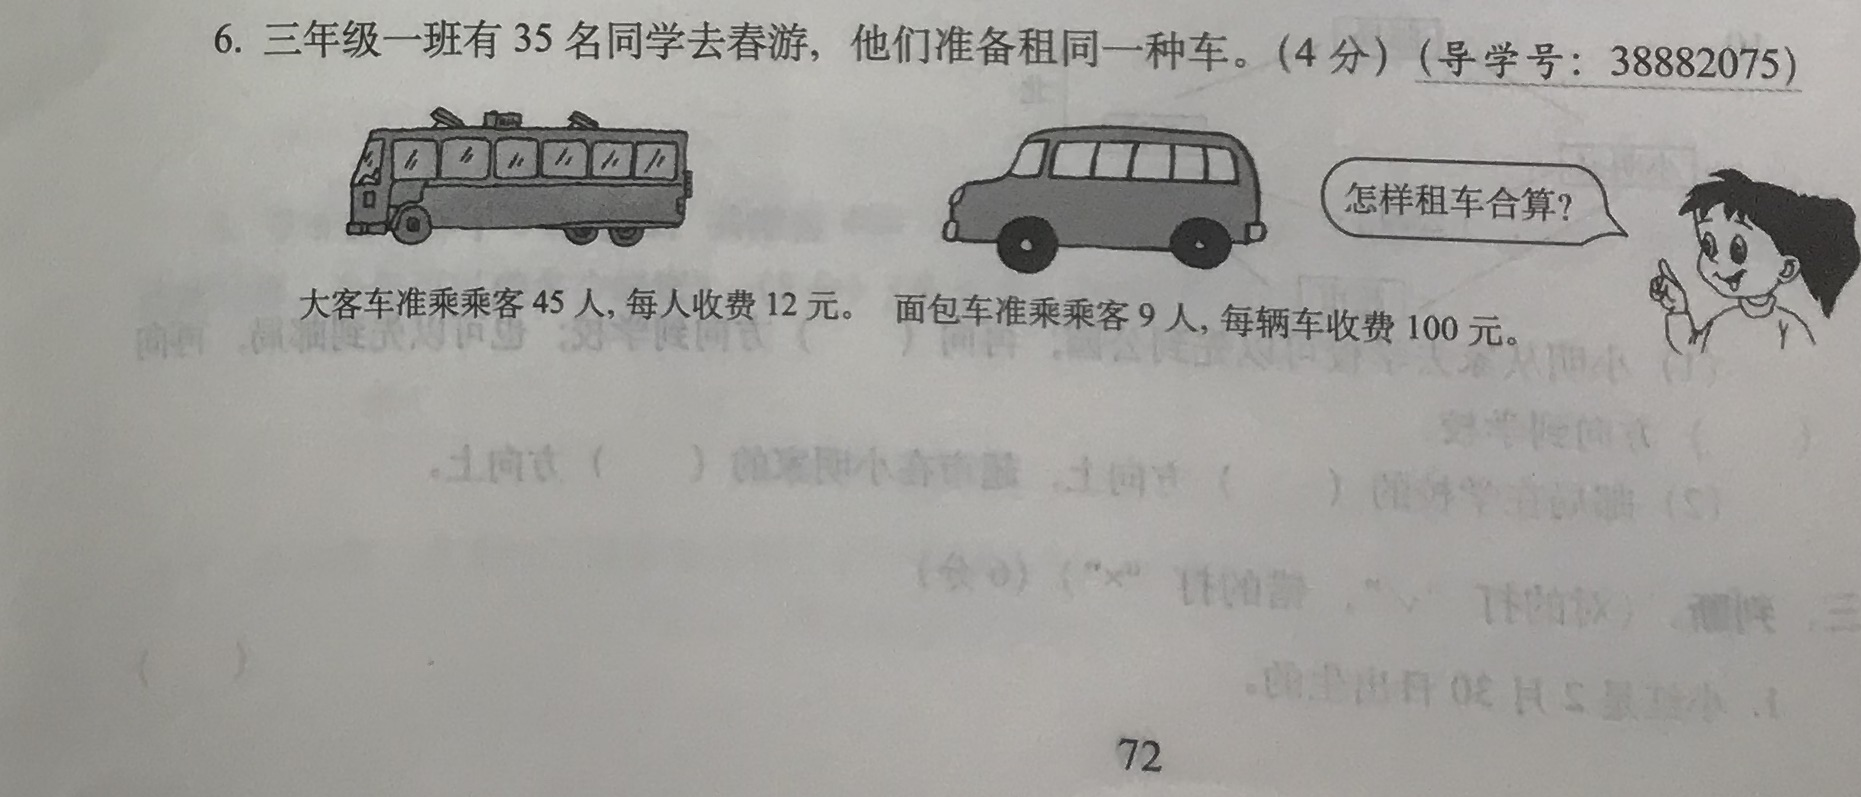 6. 三年级一班有 35 名同学去春游，他们准备租同一种车。（4 分）（导学号：38882075）
怎样租车合算？
大客车准乘乘客 45 人，每人收费 12 元。 面包车准乘乘客 9 人，每辆车收费 100 元。
72